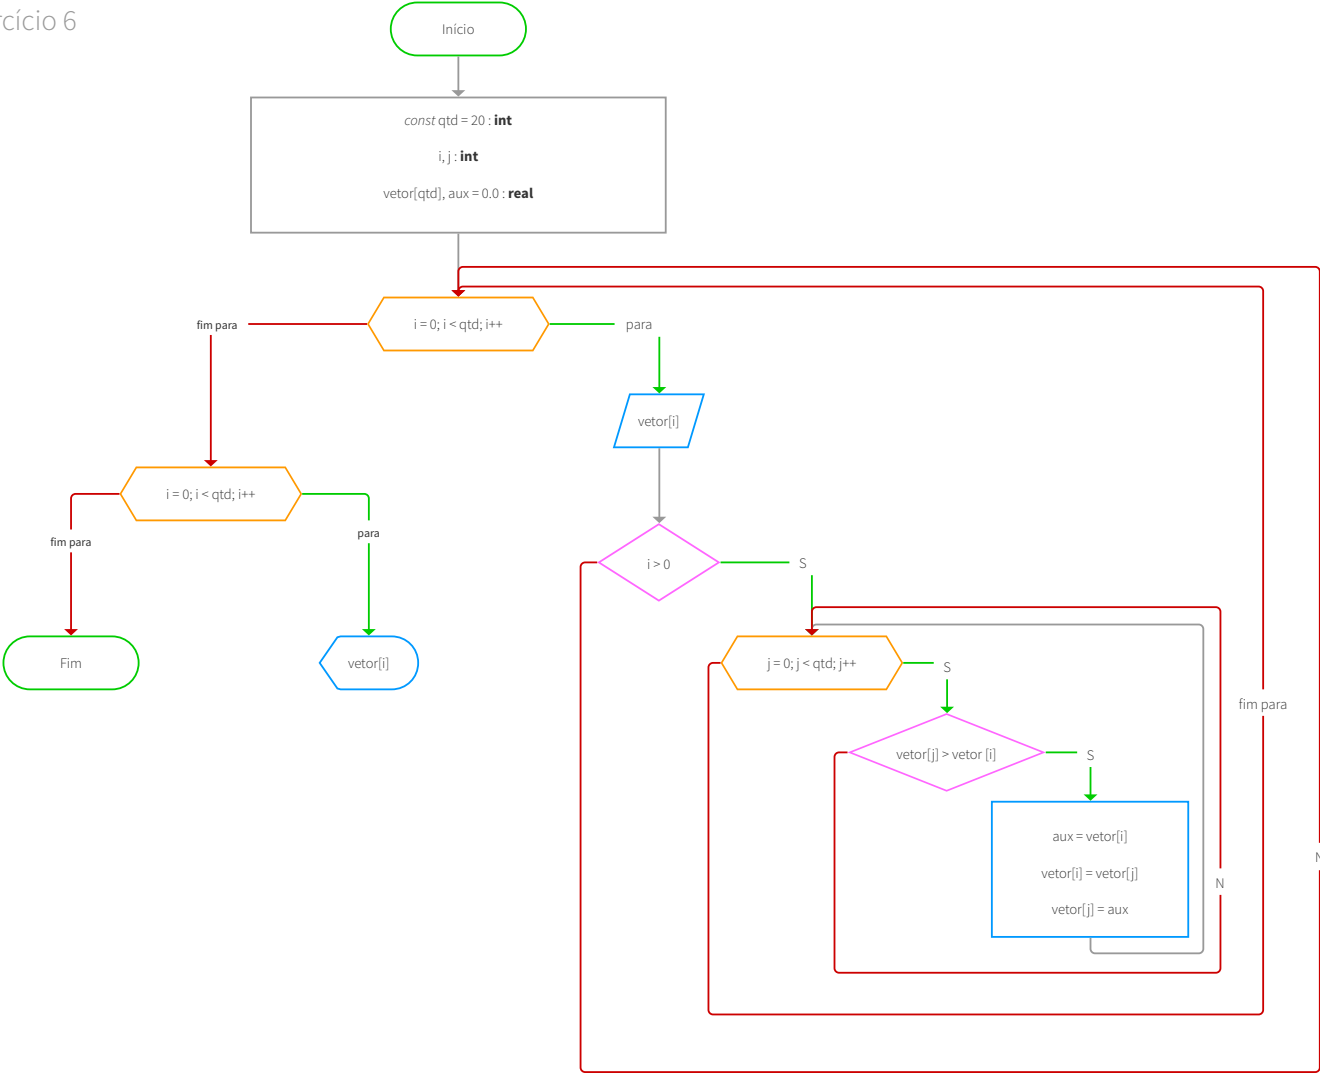 rcício 6
Início
const qtd = 20 : int
i, j : int
vetor[qtd], aux = 0.0 : real
fim para
i = 0; i < qtd; i++
para
vetor[i]
i = 0; i < qtd; i++
fim para
para
i > 0
S
Fim
vetor[i]
j = 0; j < qtd; j++
S
fim para
vetor[j] > vetor [i]
S
aux = vetor[i]
vetor[i] = vetor[j]
vetor[j] = aux
N
N